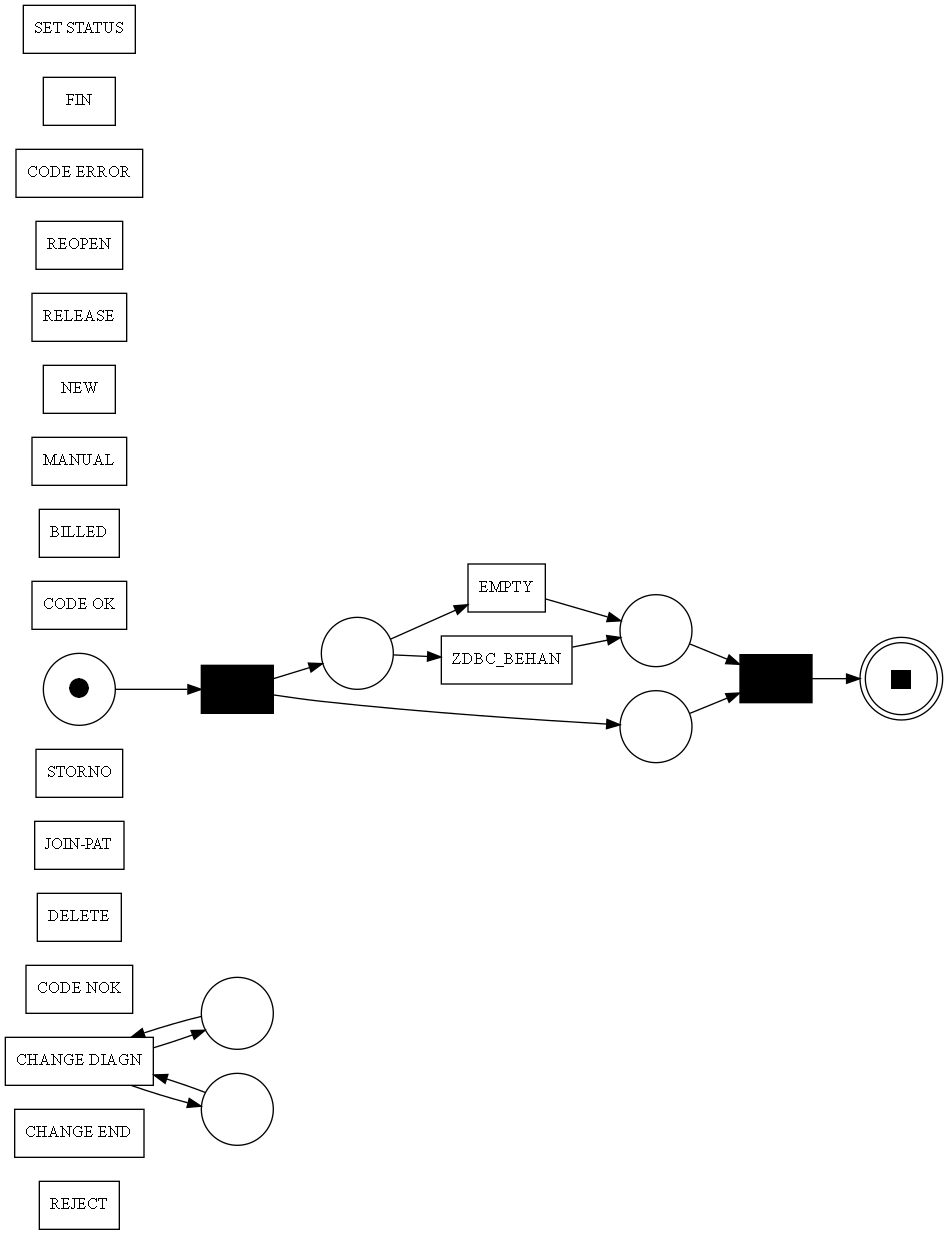 SET STATUS
FIN
CODE ERROR
REOPEN
RELEASE
NEW
MANUAL
BILLED
EMPTY
CODE OK
ZDBC_BEHAN
STORNO
JOIN-PAT
DELETE
CODE NOK
CHANGE DIAGN
CHANGE END
REJECT